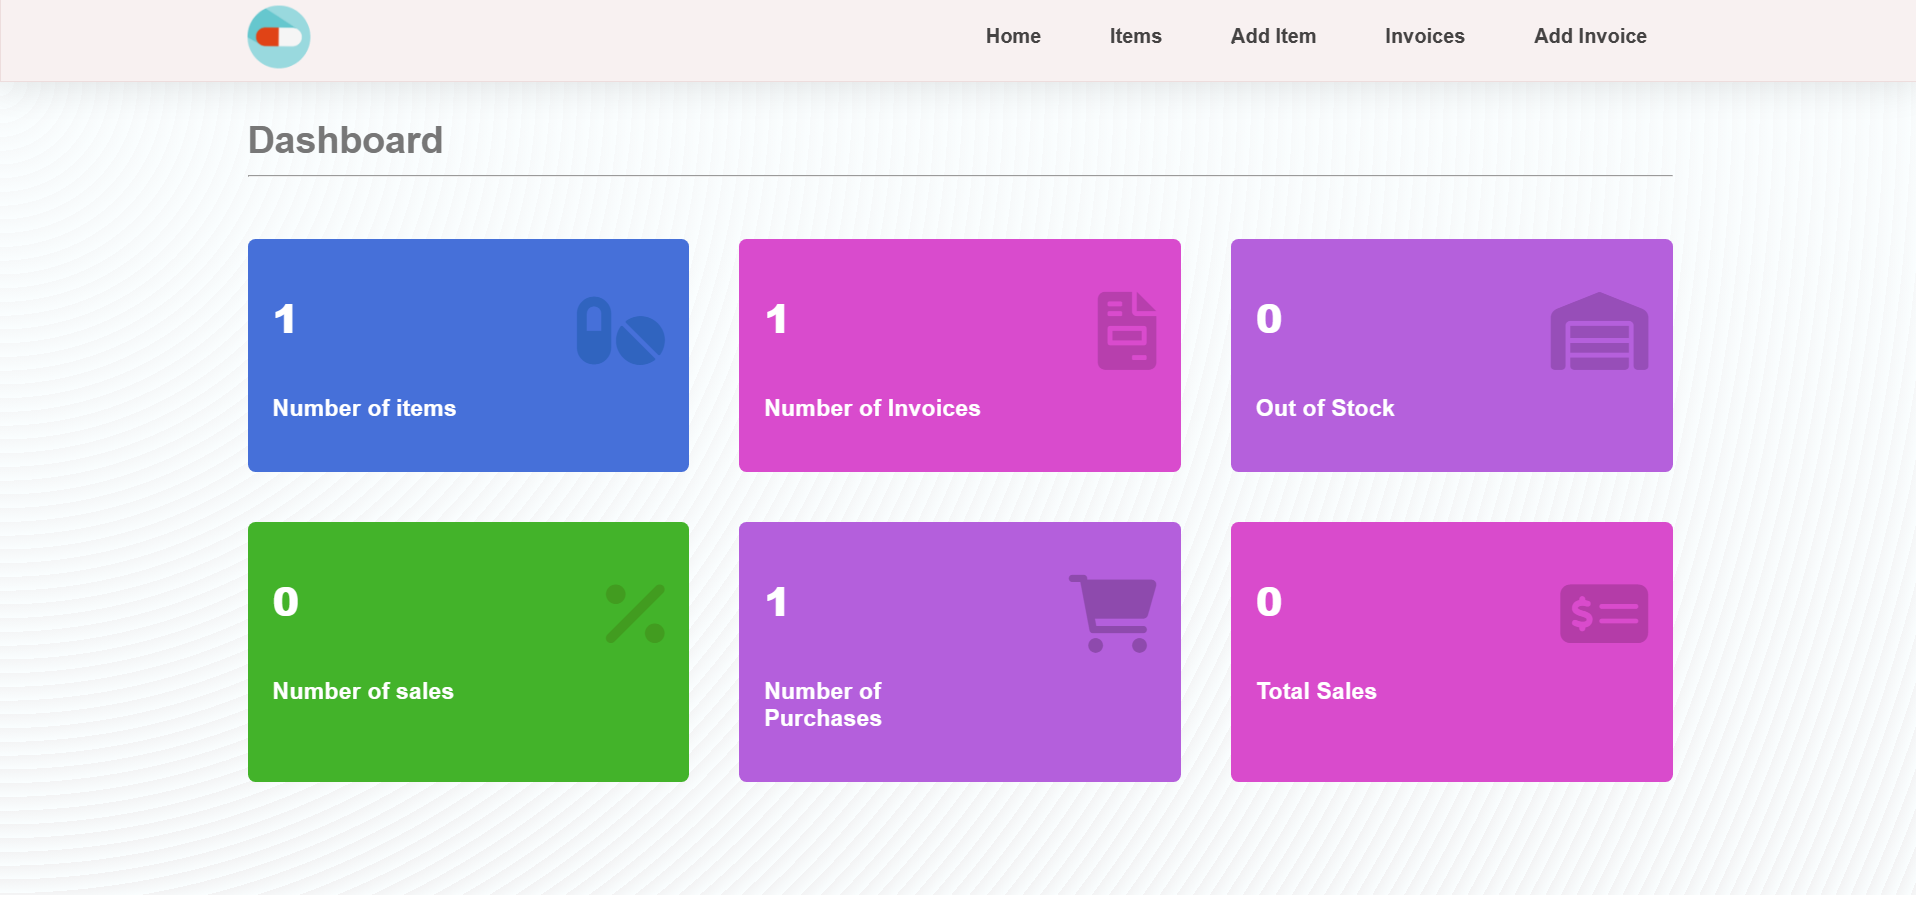 Home Items Add Item Invoices Add Invoice
Dashboard
1
Number of items
1
Number of Invoices
0
Out of Stock
0
Number of sales
1
Number of
Purchases
0
$
Total Sales